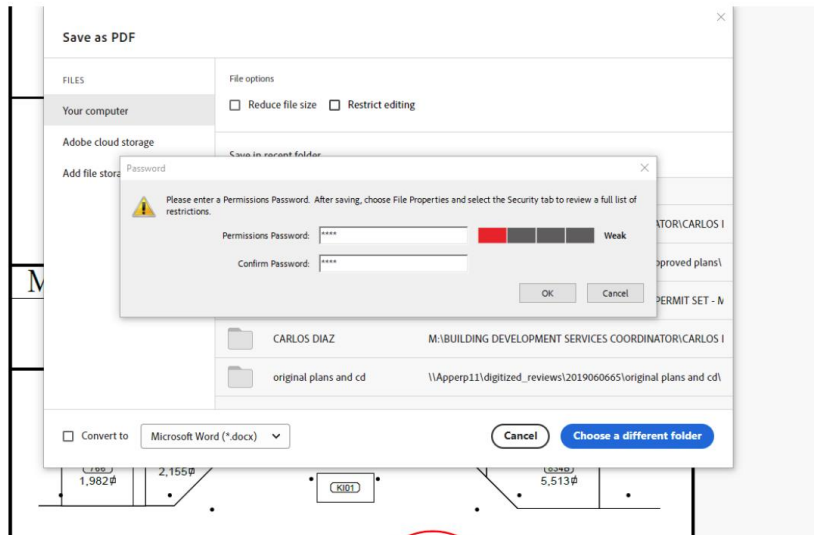 Save as PDF
FILES
Your computer
Adobe cloud storage
Add file stora
File options
Reduce file size Restrict editing
Save in recent folder
Password
Please enter a Permissions Password. After saving, choose File Properties and select the Security tab to review a full list of
restrictions.
Permissions Password: **** Weak
Confirm Password: ****
OK Cancel
ATOR\CARLOS I
pproved plans\
PERMIT SET - M
CARLOS DIAZ M:\BUILDING DEVELOPMENT SERVICES COORDINATOR\CARLOS I
original plans and cd \\Apperp11\digitized_reviews\2019060665\original plans and cd\
Convert to Microsoft Word (*.docx) Cancel Choose a different folder
M
2,155⏀
1,982⏀
KI01
834B
5,513⏀